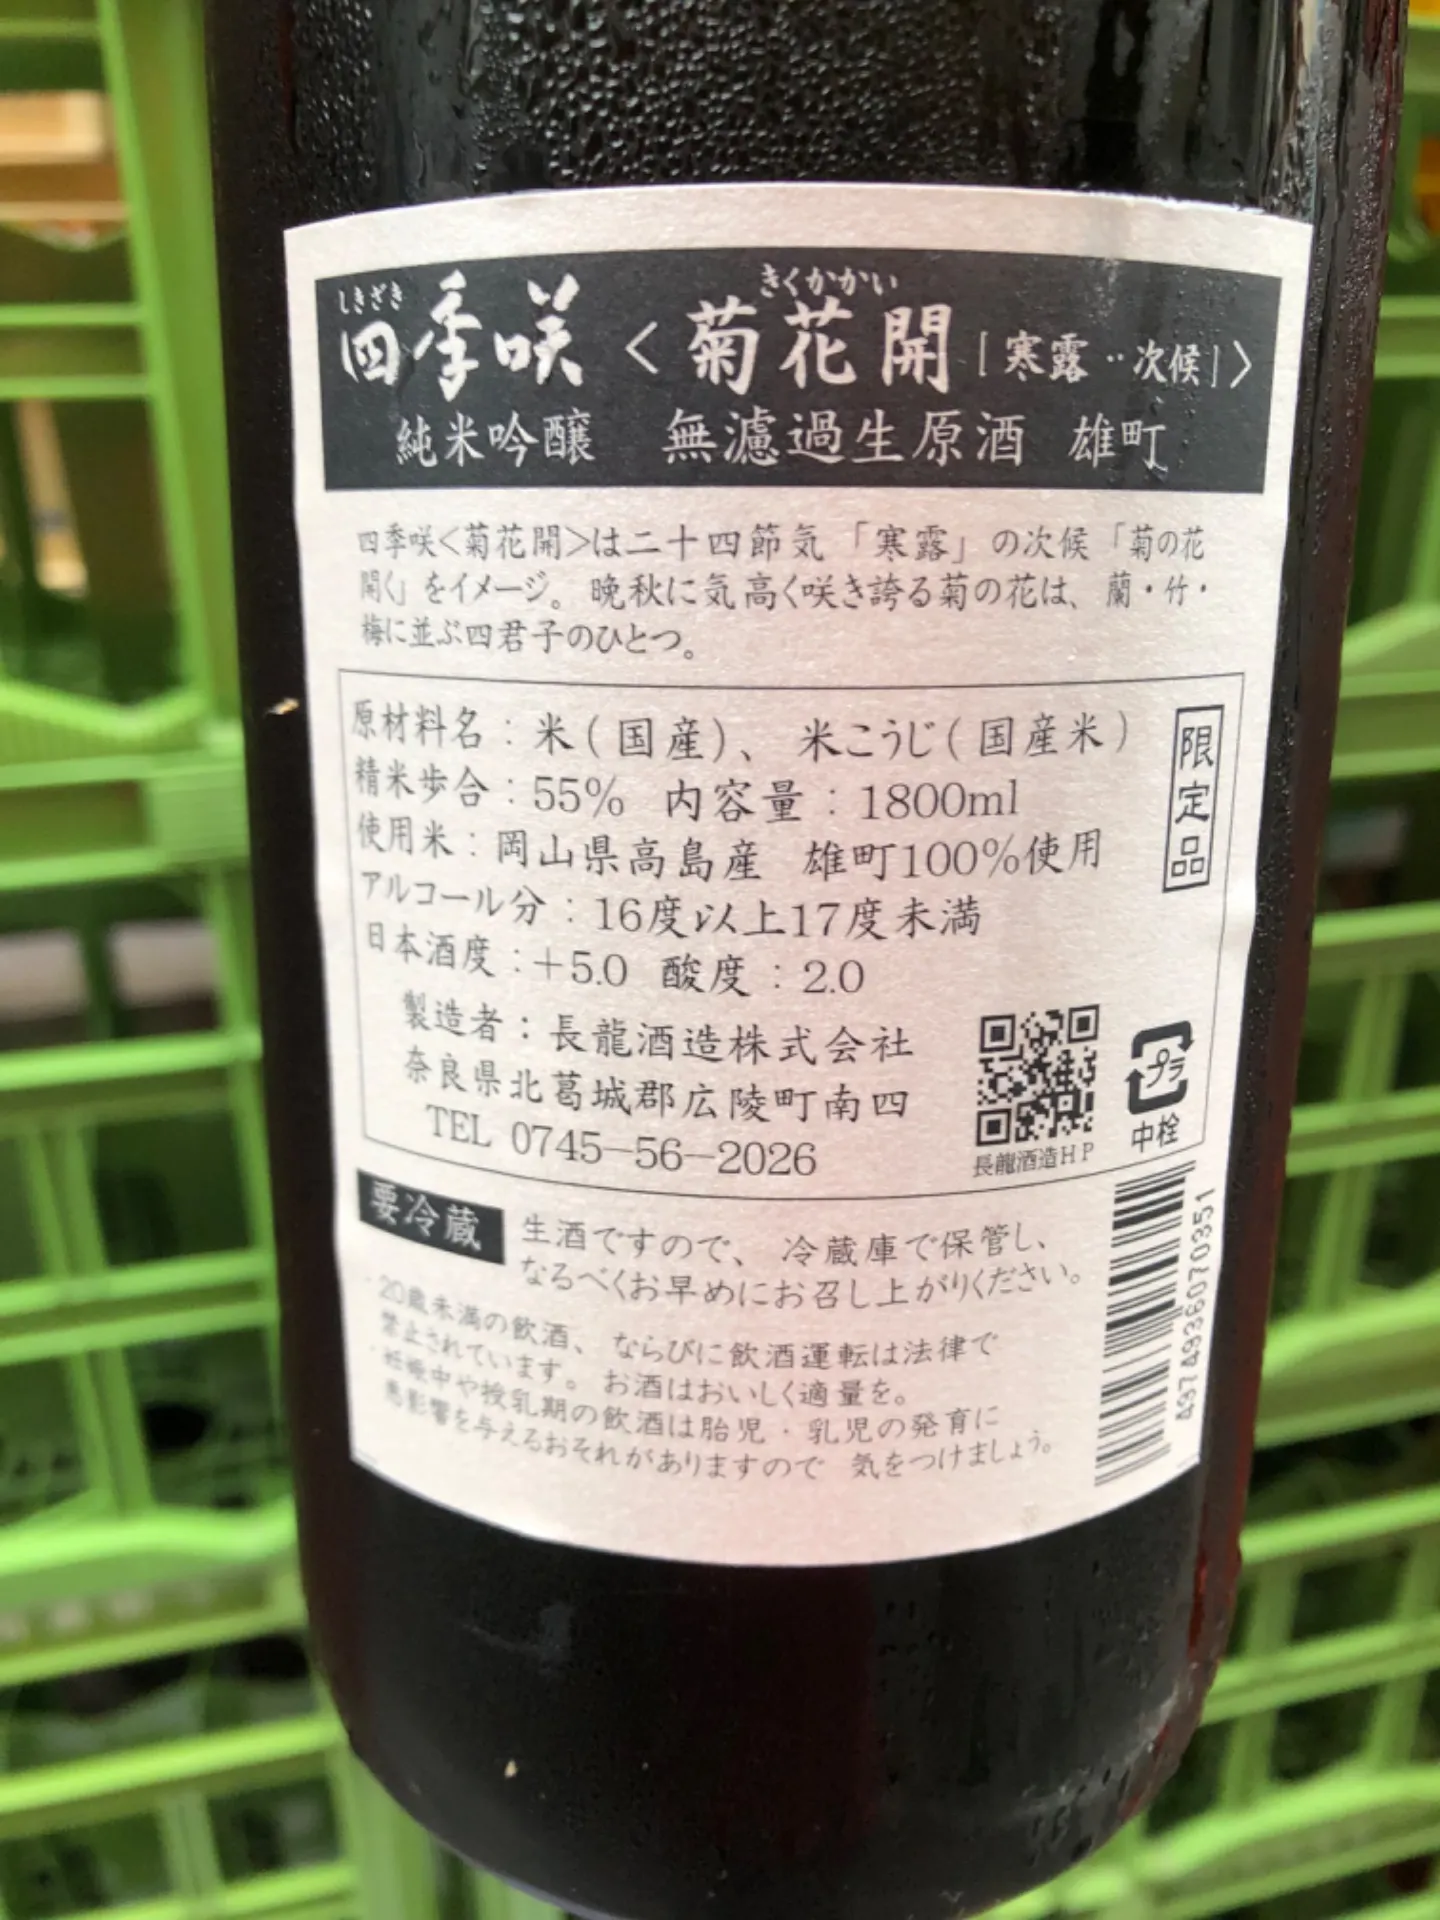 しきざき きくかかい
四季咲 <菊花開「寒露‥次候」>
純米吟醸 無濾過生原酒 雄町
四季咲<菊花開>は二十四節気「寒露」の次候「菊の花
開く」をイメージ。晩秋に気高く咲き誇る菊の花は、蘭・竹・
梅に並ぶ四君子のひとつ。
原材料名：米（国産）、米こうじ（国産米）
精米歩合：55% 内容量：1800ml
使用米：岡山県高島産 雄町100%使用
アルコール分：16度以上17度未満
日本酒度：+5.0 酸度：2.0
限定品
製造者：長龍酒造株式会社
奈良県北葛城郡広陵町南四
TEL 0745-56-2026
長龍酒造HP
プラ
中栓
要冷蔵
生酒ですので、冷蔵庫で保管し、
なるべくお早めにお召し上がりください。
・20歳未満の飲酒、ならびに飲酒運転は法律で
禁止されています。お酒はおいしく適量を。
・妊娠中や授乳期の飲酒は胎児・乳児の発育に
悪影響を与えるおそれがありますので 気をつけましょう。
4974936070351